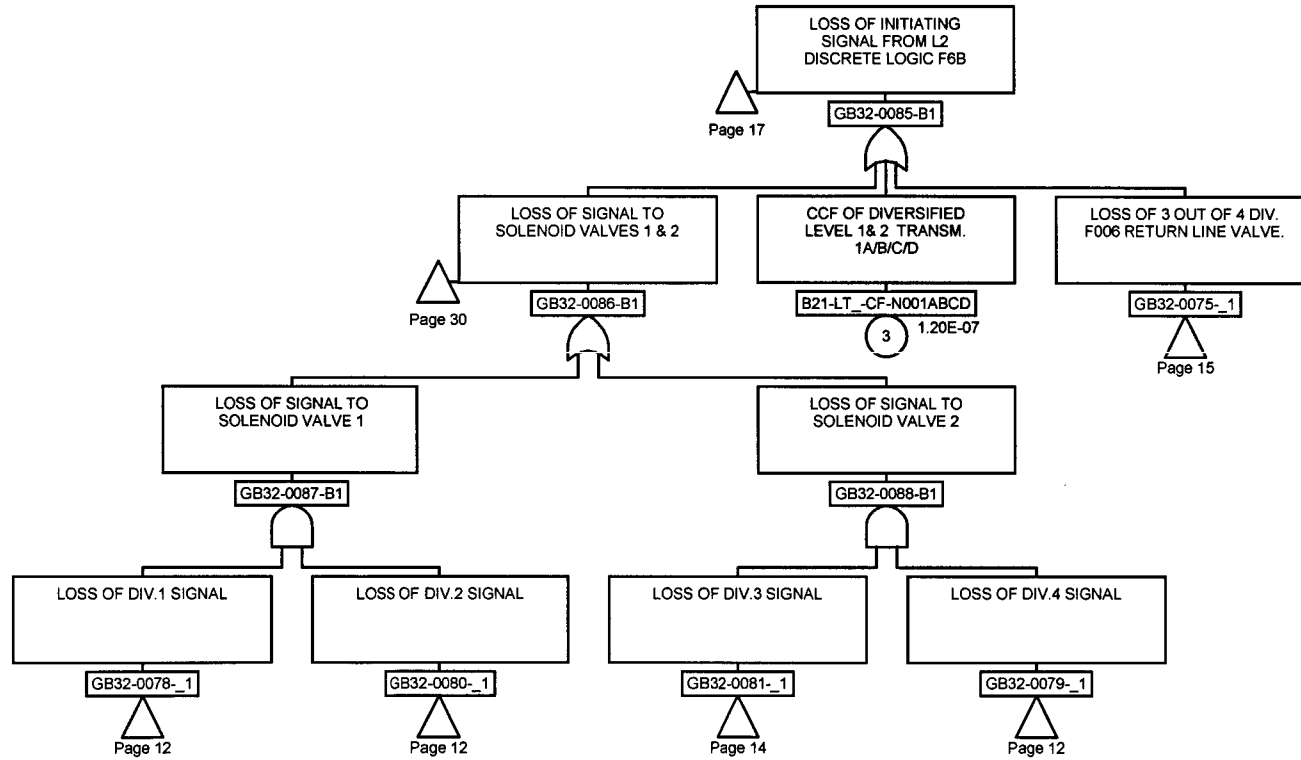 LOSS OF INITIATING
SIGNAL FROM L2
DISCRETE LOGIC F6B
Page 17
GB32-0085-B1
LOSS OF SIGNAL TO
SOLENOID VALVES 1 & 2
CCF OF DIVERSIFIED
LEVEL 1& 2 TRANSM.
1A/B/C/D
LOSS OF 3 OUT OF 4 DIV.
F006 RETURN LINE VALVE.
Page 30
GB32-0086-B1
B21-LT_-CF-N001ABCD
3
1.20E-07
GB32-0075-_1
Page 15
LOSS OF SIGNAL TO
SOLENOID VALVE 1
LOSS OF SIGNAL TO
SOLENOID VALVE 2
GB32-0087-B1
GB32-0088-B1
LOSS OF DIV.1 SIGNAL
LOSS OF DIV.2 SIGNAL
LOSS OF DIV.3 SIGNAL
LOSS OF DIV.4 SIGNAL
GB32-0078-_1
GB32-0080-_1
GB32-0081-_1
GB32-0079-_1
Page 12
Page 12
Page 14
Page 12